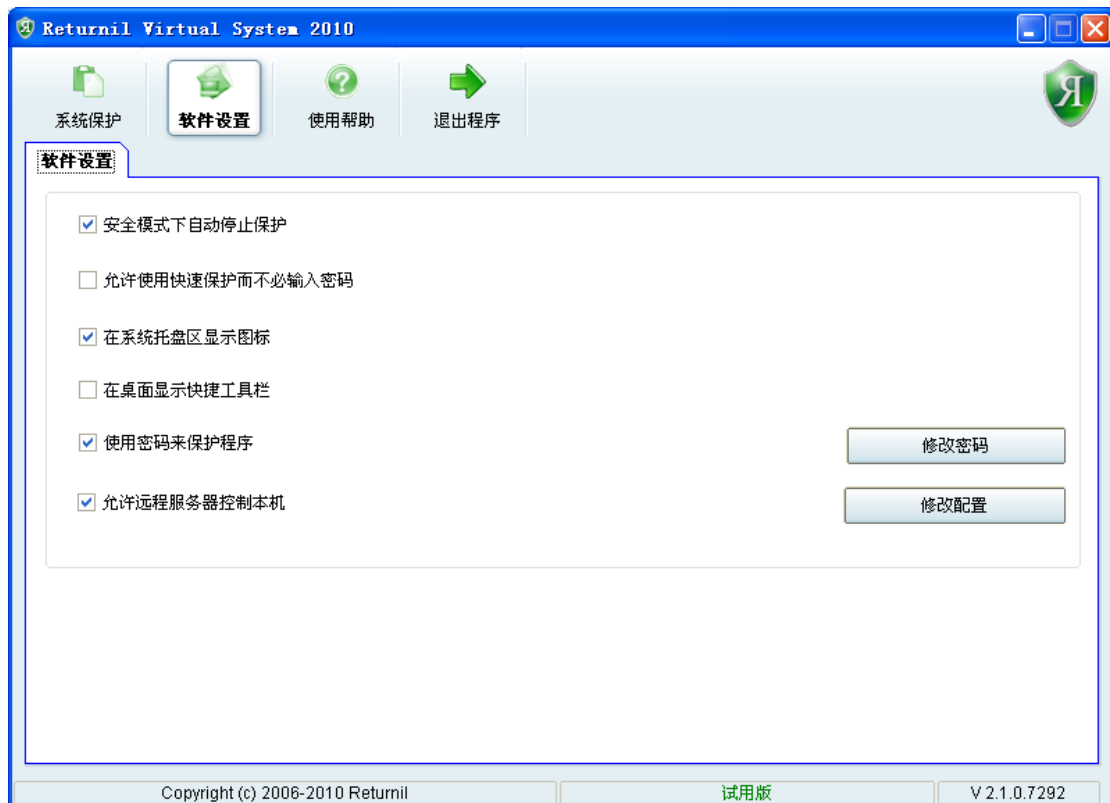 Returnil Virtual System 2010
系统保护
软件设置
使用帮助
退出程序
Я
软件设置
安全模式下自动停止保护
允许使用快速保护而不必输入密码
在系统托盘区显示图标
在桌面显示快捷工具栏
使用密码来保护程序
修改密码
允许远程服务器控制本机
修改配置
Copyright (c) 2006-2010 Returnil
试用版
V 2.1.0.7292